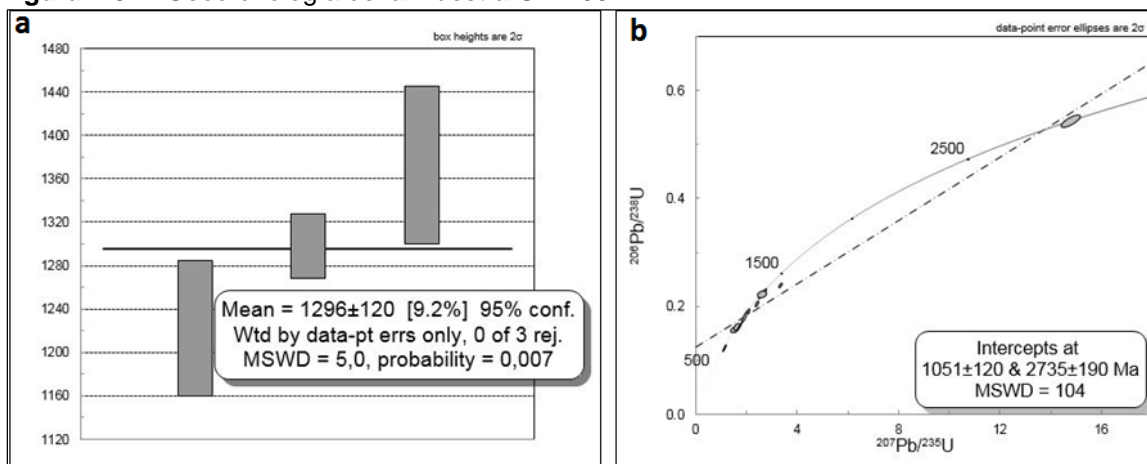 a
box heights are 2σ
1480
1440
1400
1360
1320
1280
1240
1200
1160
1120
Mean = 1296±120 [9.2%] 95% conf.
Wtd by data-pt errs only, 0 of 3 rej.
MSWD = 5,0, probability = 0,007
b
data-point error ellipses are 2σ
0.6
0.4
0.2
0.0
206Pb/238U
2500
1500
500
Intercepts at
1051±120 & 2735±190 Ma
MSWD = 104
0
4
8
12
16
207Pb/235U